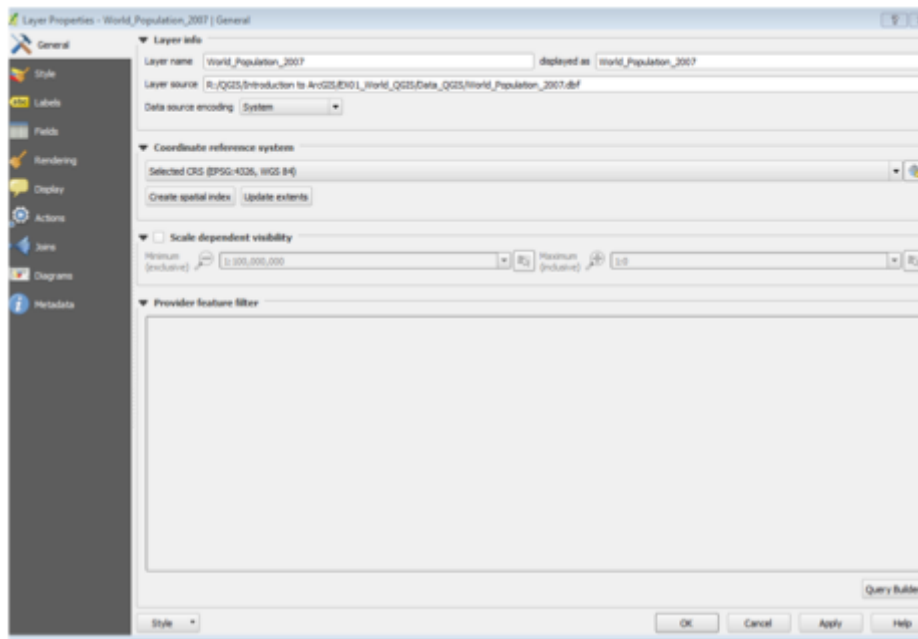 Layer Properties - World_Population_2007 | General
General
Style
Labels
Fields
Rendering
Display
Actions
Joins
Diagrams
Metadata
Layer info
Layer name World_Population_2007 displayed as World_Population_2007
Layer source R:/QGIS/Introduction to ArcGIS/EX01_World_QGIS/Data_QGIS/World_Population_2007.dbf
Data source encoding System
Coordinate reference system
Selected CRS (EPSG:4326, WGS 84)
Create spatial index Update extents
Scale dependent visibility
Minimum (exclusive) 1:100,000,000 Maximum (inclusive) 1:0
Provider feature filter
Query Builde
Style OK Cancel Apply Help